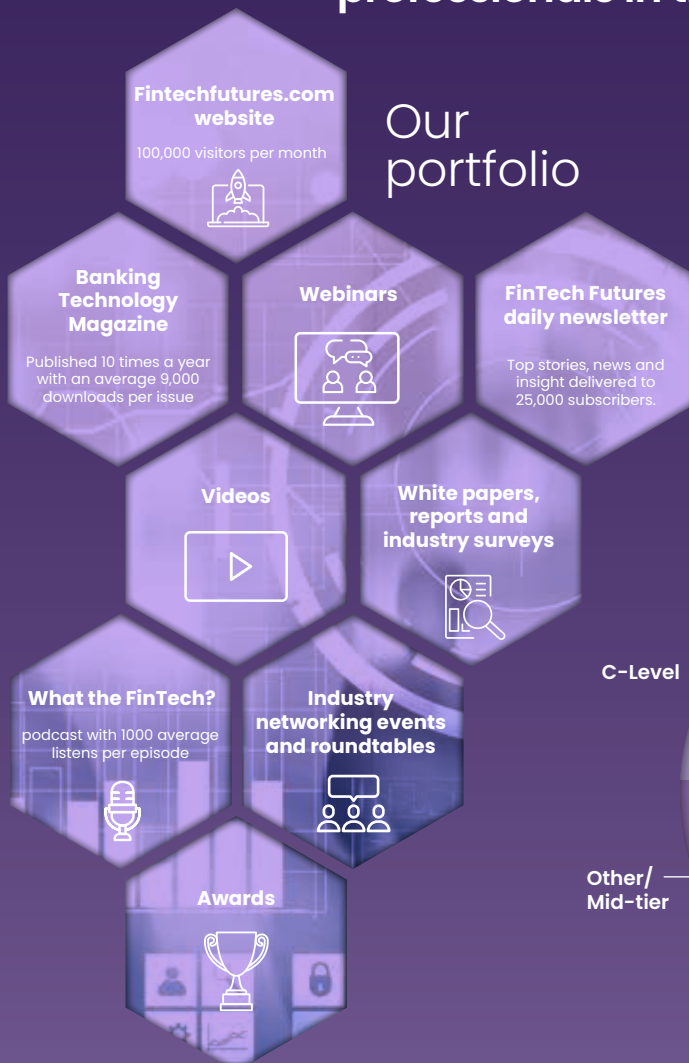 Fintechfutures.com
website
100,000 visitors per month
Our
portfolio
Banking
Technology
Magazine
Published 10 times a year
with an average 9,000
downloads per issue
Webinars
FinTech Futures
daily newsletter
Top stories, news and
insight delivered to
25,000 subscribers.
Videos
White papers,
reports and
industry surveys
What the FinTech?
podcast with 1000 average
listens per episode
Industry
networking events
and roundtables
Awards
C-Level
Other/
Mid-tier